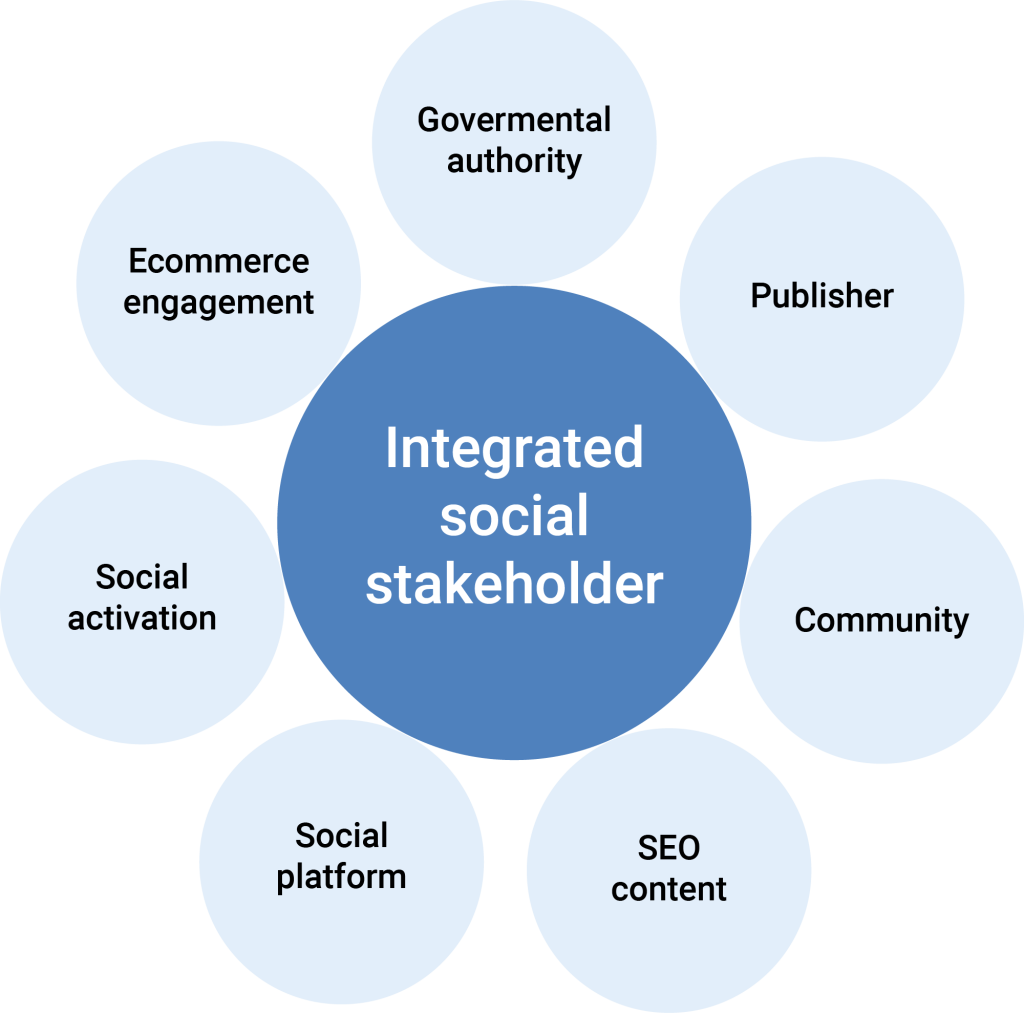 Govermental
authority
Publisher
Community
SEO
content
Social
platform
Social
activation
Ecommerce
engagement
Integrated
social
stakeholder